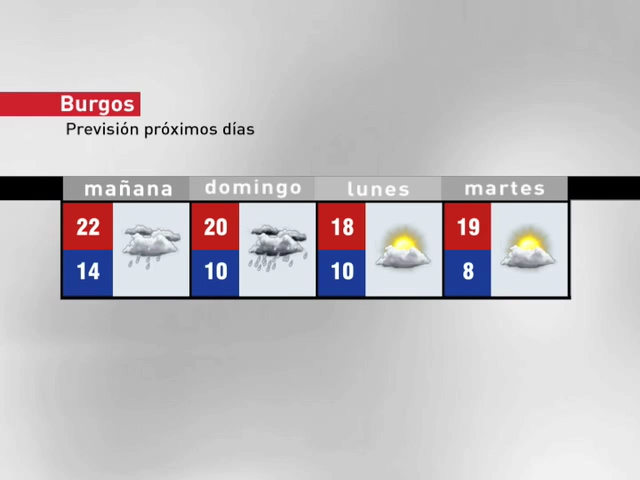 Burgos
Previsión próximos días
mañana domingo lunes martes
22 20 18 19
14 10 10 8